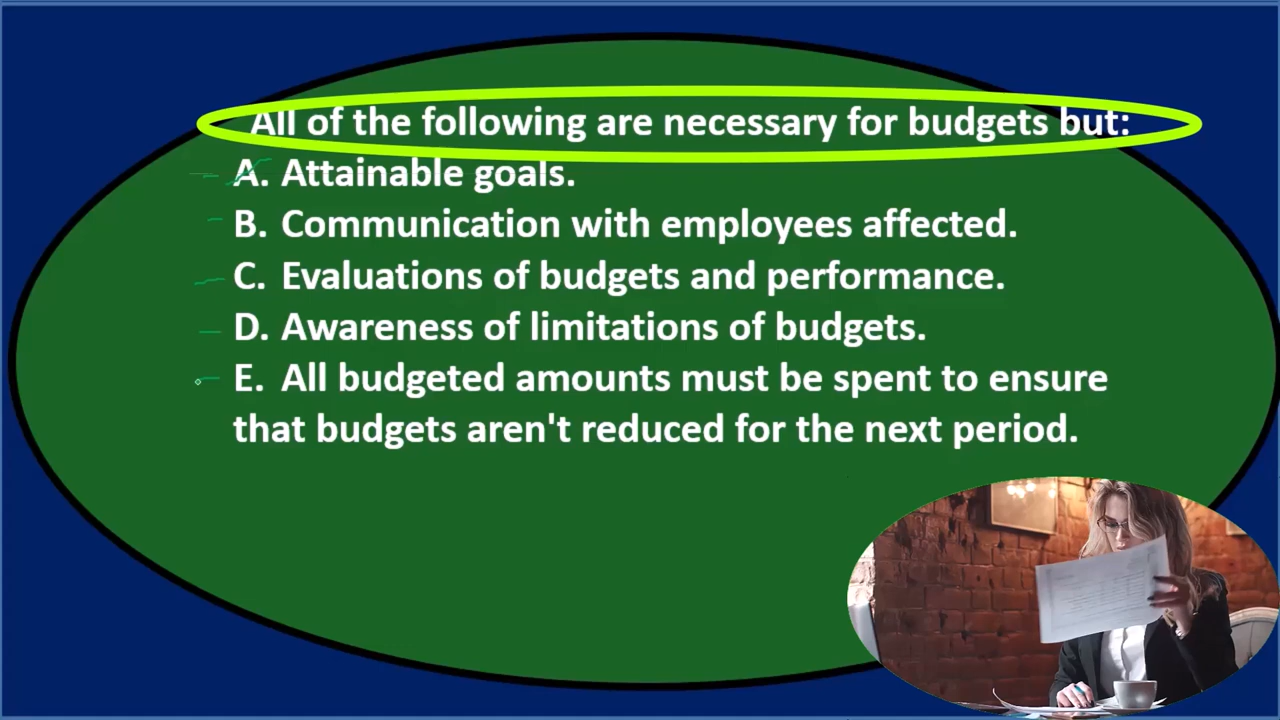 All of the following are necessary for budgets but:
A. Attainable goals.
B. Communication with employees affected.
C. Evaluations of budgets and performance.
D. Awareness of limitations of budgets.
E. All budgeted amounts must be spent to ensure
that budgets aren't reduced for the next period.